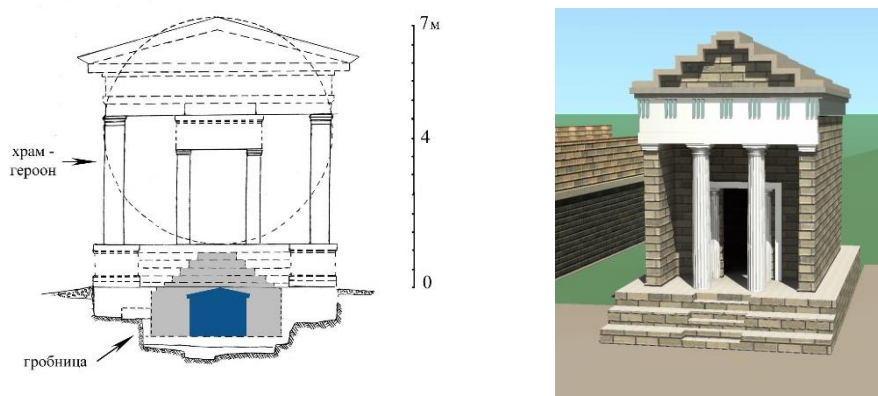 7м
4
храм -
героон
0
гробница